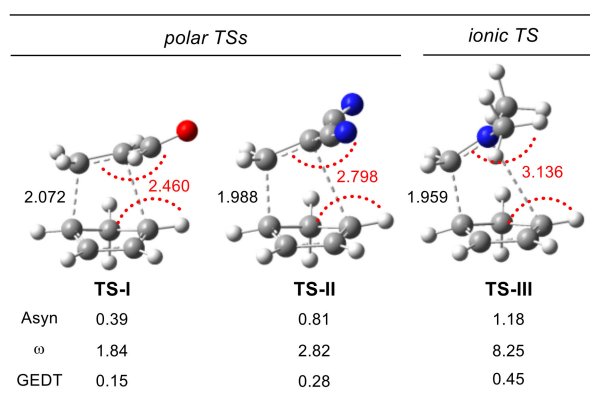 polar TSs ionic TS
2.072 2.460 1.988 2.798 1.959 3.136
TS-I TS-II TS-III
Asyn 0.39 0.81 1.18
ω 1.84 2.82 8.25
GEDT 0.15 0.28 0.45